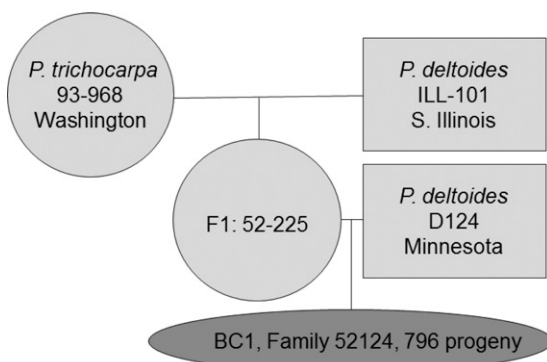 P. trichocarpa
93-968
Washington
P. deltoides
ILL-101
S. Illinois
F1: 52-225
P. deltoides
D124
Minnesota
BC1, Family 52124, 796 progeny